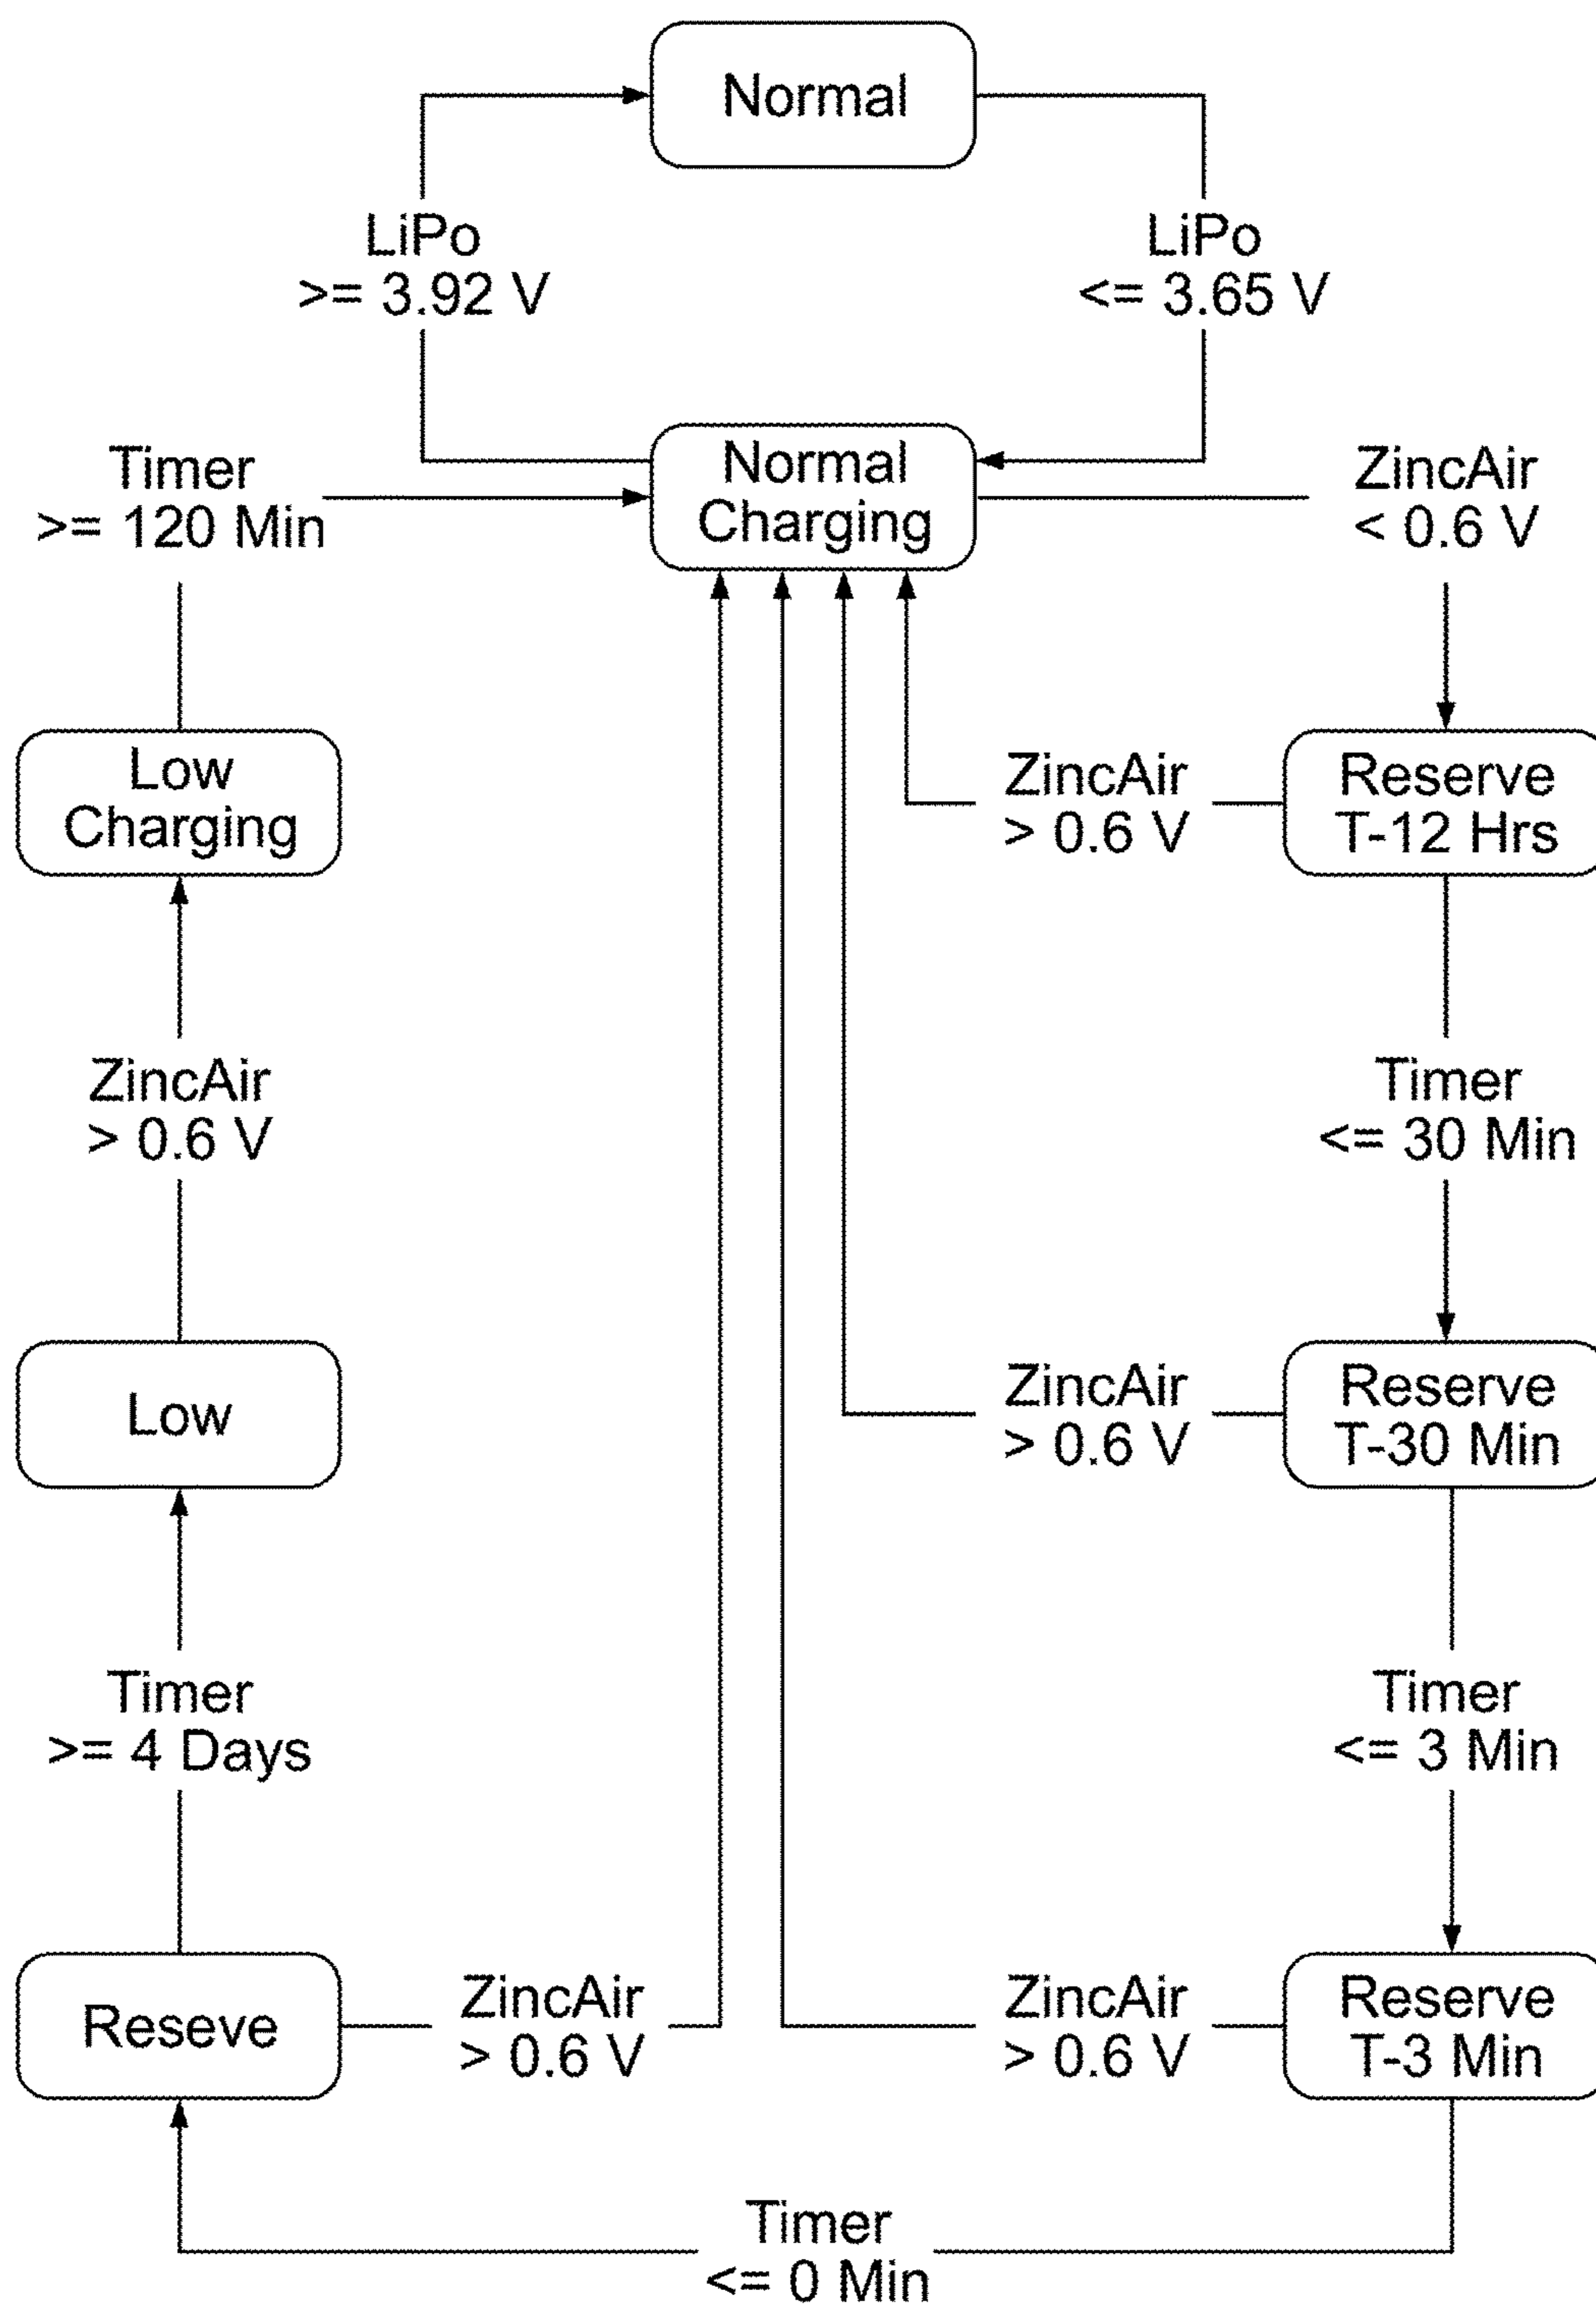 Normal
LiPo
>= 3.92 V
LiPo
<= 3.65 V
Timer
>= 120 Min
Normal
Charging
ZincAir
< 0.6 V
Low
Charging
ZincAir
> 0.6 V
Reserve
T-12 Hrs
ZincAir
> 0.6 V
Timer
<= 30 Min
Low
ZincAir
> 0.6 V
Reserve
T-30 Min
Timer
>= 4 Days
Timer
<= 3 Min
Reseve
ZincAir
> 0.6 V
ZincAir
> 0.6 V
Reserve
T-3 Min
Timer
<= 0 Min